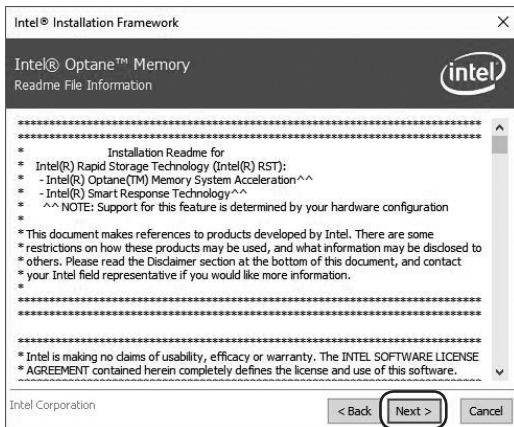 Intel® Installation Framework
Intel® Optane™ Memory
Readme File Information
intel
********************************************************************************
********************************************************************************
* Installation Readme for
* Intel(R) Rapid Storage Technology (Intel(R) RST):
* - Intel(R) Optane(TM) Memory System Acceleration^^
* - Intel(R) Smart Response Technology^^
* ^^ NOTE: Support for this feature is determined by your hardware configuration
*
* This document makes references to products developed by Intel. There are some
* restrictions on how these products may be used, and what information may be disclosed to
* others. Please read the Disclaimer section at the bottom of this document, and contact
* your Intel field representative if you would like more information.
*
********************************************************************************
********************************************************************************
********************************************************************************
* Intel is making no claims of usability, efficacy or warranty. The INTEL SOFTWARE LICENSE
* AGREEMENT contained herein completely defines the license and use of this software.
********************************************************************************
Intel Corporation
< Back
Next >
Cancel